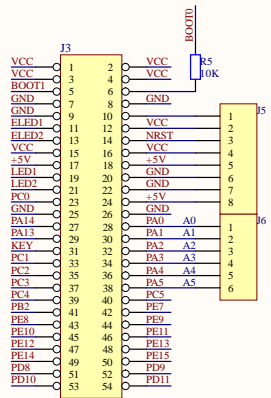 BOOT0
J3
VCC 1 2 VCC R5
VCC 3 4 VCC 10K
BOOT1 5 6
GND 7 8 GND J5
GND 9 10 1
ELED1 11 12 VCC 2
ELED2 13 14 NRST 3
VCC 15 16 VCC 4
+5V 17 18 +5V 5
LED1 19 20 GND 6
LED2 21 22 GND 7
PC0 23 24 +5V 8
GND 25 26 GND J6
PA14 27 28 PA0 A0 1
PA13 29 30 PA1 A1 2
KEY 31 32 PA2 A2 3
PC1 33 34 PA3 A3 4
PC2 35 36 PA4 A4 5
PC3 37 38 PA5 A5 6
PC4 39 40 PC5
PB2 41 42 PE7
PE8 43 44 PE9
PE10 45 46 PE11
PE12 47 48 PE13
PE14 49 50 PE15
PD8 51 52 PD9
PD10 53 54 PD11